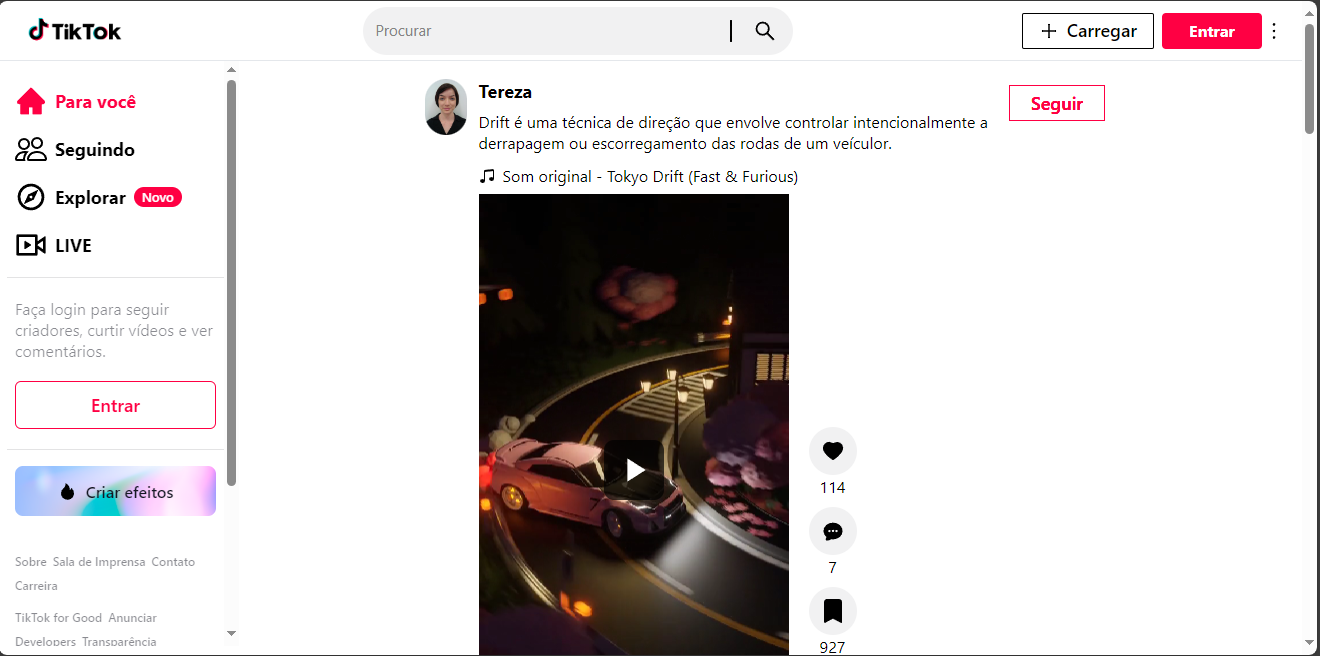 TikTok
Procurar
Carregar
Entrar
Para você
Seguindo
Explorar Novo
LIVE
Faça login para seguir
criadores, curtir vídeos e ver
comentários.
Entrar
Criar efeitos
Sobre Sala de Imprensa Contato
Carreira
TikTok for Good Anunciar
Developers Transparência
Tereza
Seguir
Drift é uma técnica de direção que envolve controlar intencionalmente a
derrapagem ou escorregamento das rodas de um veículor.
Som original - Tokyo Drift (Fast & Furious)
114
7
927